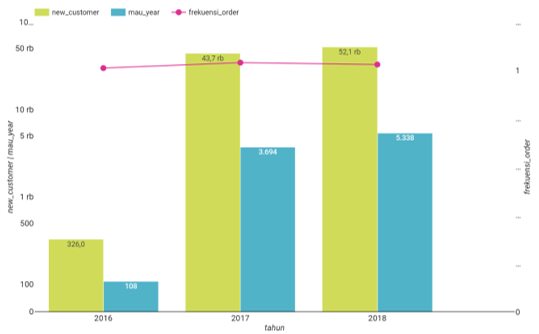 new_customer mau_year frekuensi_order
10...
50 rb
10 rb
5 rb
1 rb
500
100
0
new_customer | mau_year
326,0
108
43,7 rb
3.694
52,1 rb
5.338
1
0
frekuensi_order
2016 2017 2018
tahun